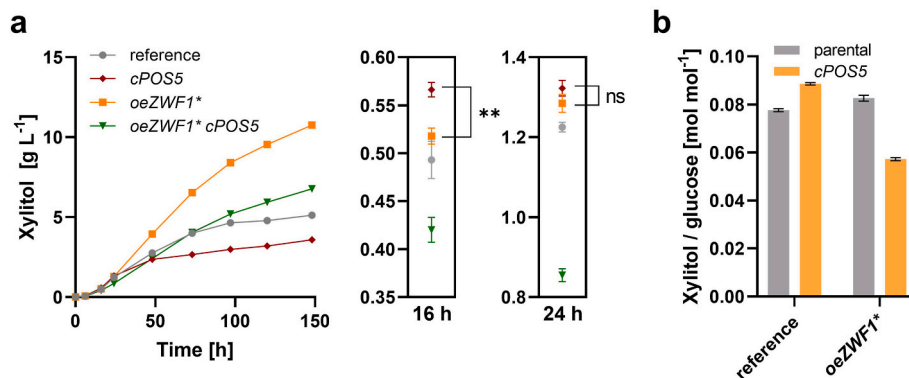 a
reference
cPOS5
oeZWF1*
oeZWF1* cPOS5
Xylitol [g L⁻¹]
15
10
5
0
0 50 100 150
Time [h]
0.60
0.55
0.50
0.45
0.40
0.35
**
16 h
1.4
1.2
1.0
0.8
ns
24 h
b
parental
cPOS5
Xylitol / glucose [mol mol⁻¹]
0.10
0.08
0.06
0.04
0.02
0.00
reference
oeZWF1*